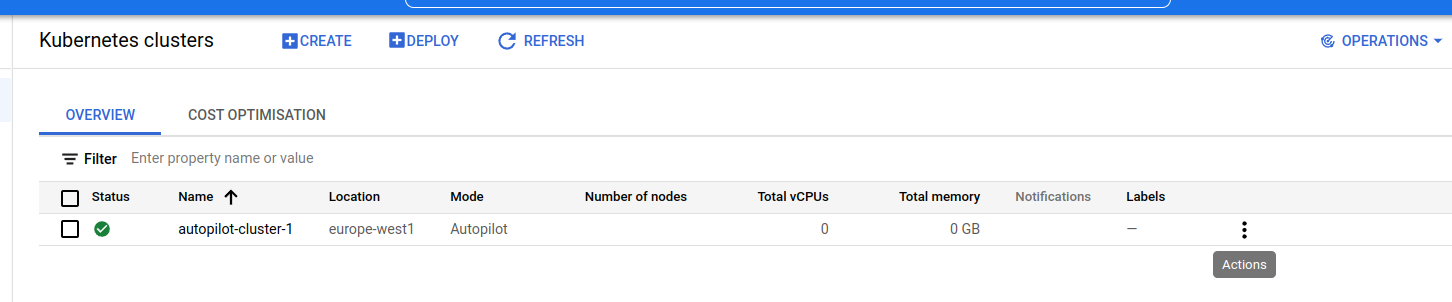 Kubernetes clusters CREATE DEPLOY REFRESH OPERATIONS
OVERVIEW COST OPTIMISATION
Filter Enter property name or value
Status Name Location Mode Number of nodes Total vCPUs Total memory Notifications Labels
autopilot-cluster-1 europe-west1 Autopilot 0 0 GB —
Actions